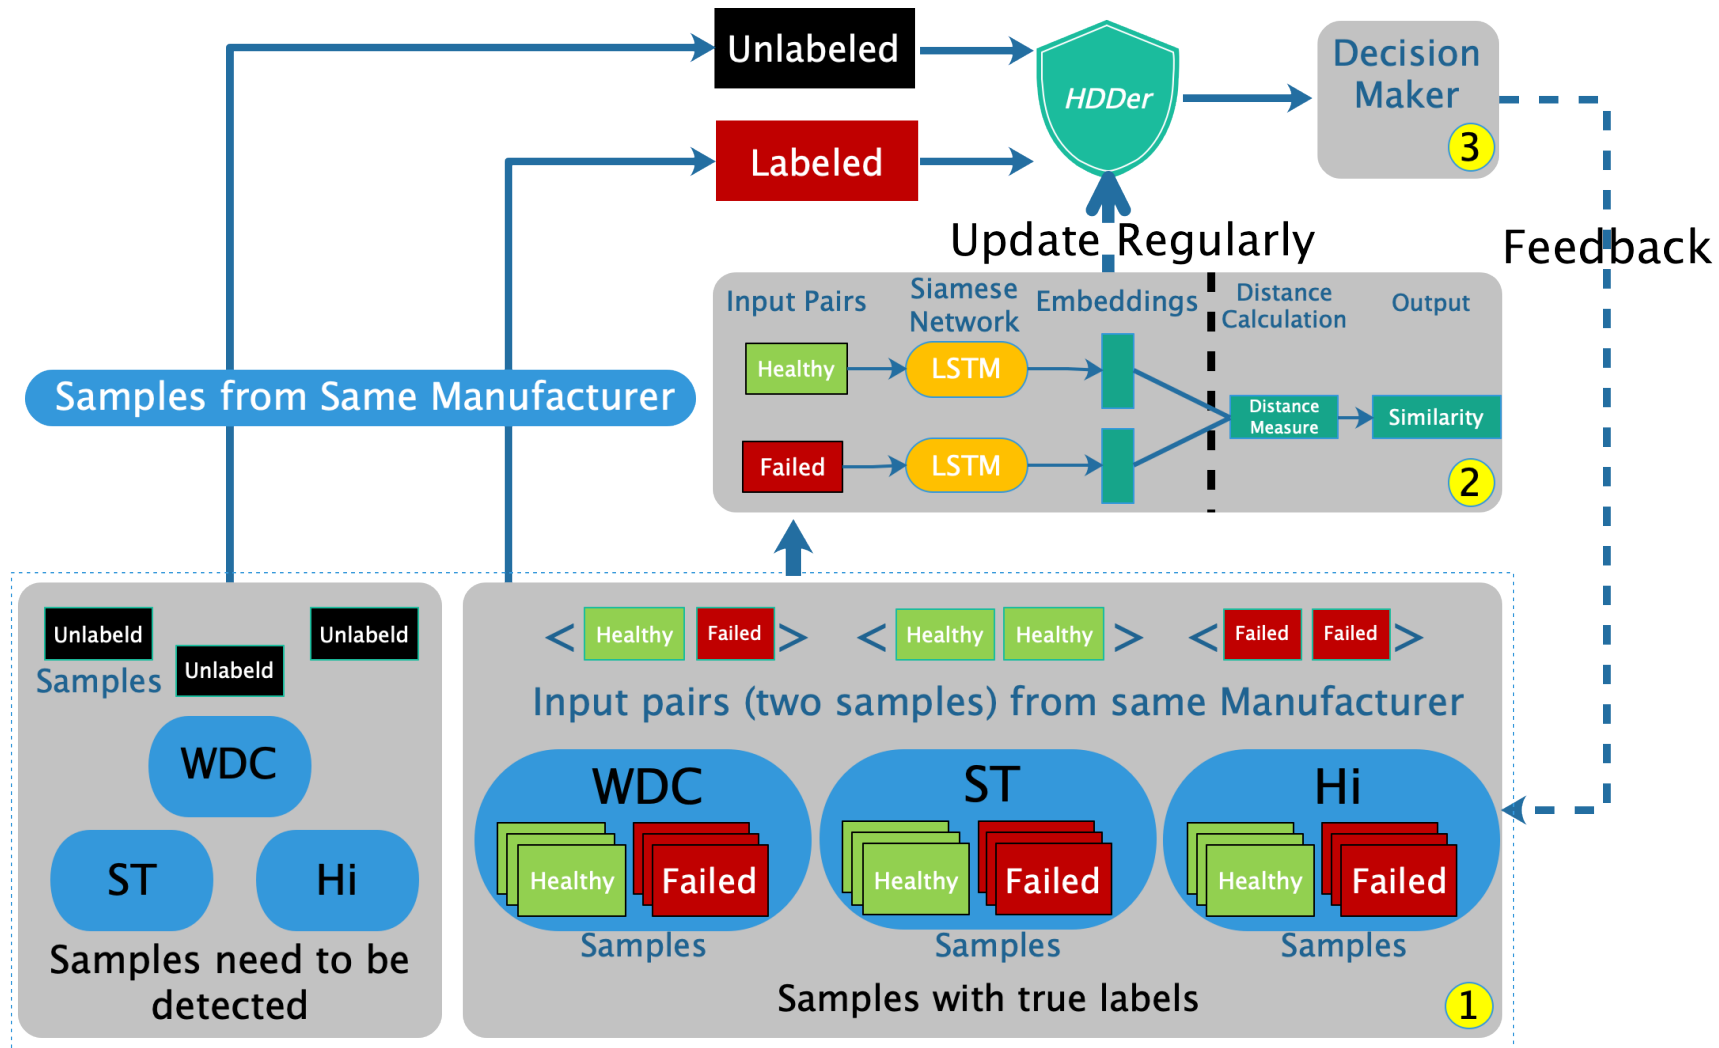 Unlabeled
HDDer
Decision
Maker
3
Labeled
Update Regularly
Feedback
Input Pairs
Siamese
Network
Embeddings
Distance
Calculation
Output
Healthy
LSTM
Samples from Same Manufacturer
Distance
Measure
Similarity
Failed
LSTM
2
Unlabeld
Unlabeld
Unlabeld
Samples
WDC
ST
Hi
Samples need to be
detected
< Healthy Failed >
< Healthy Healthy >
< Failed Failed >
Input pairs (two samples) from same Manufacturer
WDC
Healthy
Failed
Samples
ST
Healthy
Failed
Samples
Hi
Healthy
Failed
Samples
Samples with true labels
1